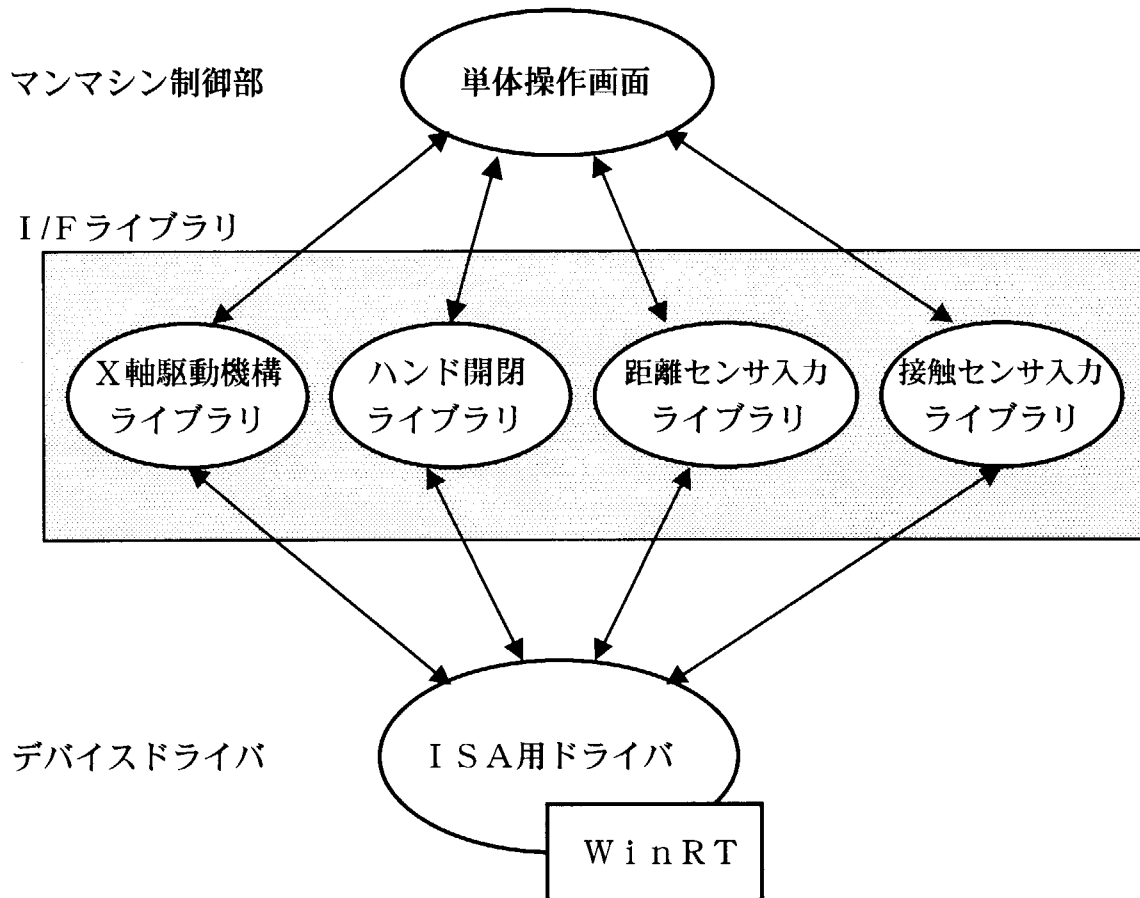 マンマシン制御部
単体操作画面
Ｉ/Ｆライブラリ
Ｘ軸駆動機構
ライブラリ
ハンド開閉
ライブラリ
距離センサ入力
ライブラリ
接触センサ入力
ライブラリ
デバイスドライバ
ＩＳＡ用ドライバ
ＷｉｎＲＴ